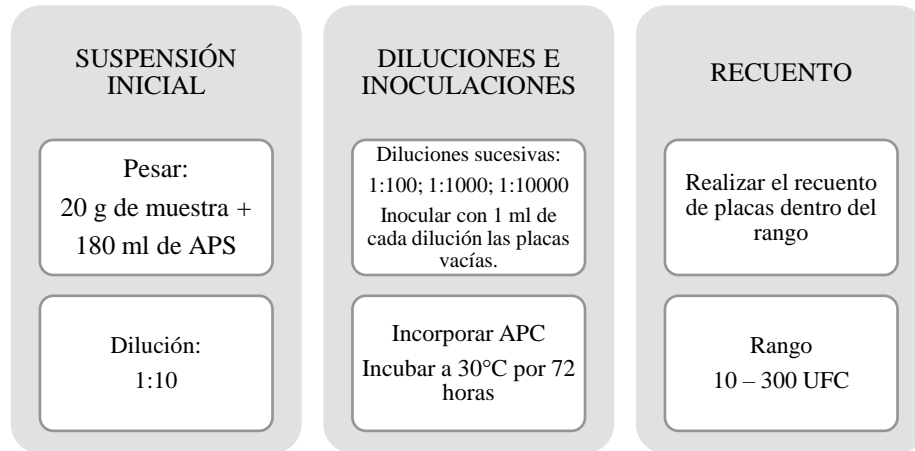 SUSPENSIÓN
INICIAL
Pesar:
20 g de muestra +
180 ml de APS
Dilución:
1:10
DILUCIONES E
INOCULACIONES
Diluciones sucesivas:
1:100; 1:1000; 1:10000
Inocular con 1 ml de
cada dilución las placas
vacías.
Incorporar APC
Incubar a 30°C por 72
horas
RECUENTO
Realizar el recuento
de placas dentro del
rango
Rango
10 – 300 UFC